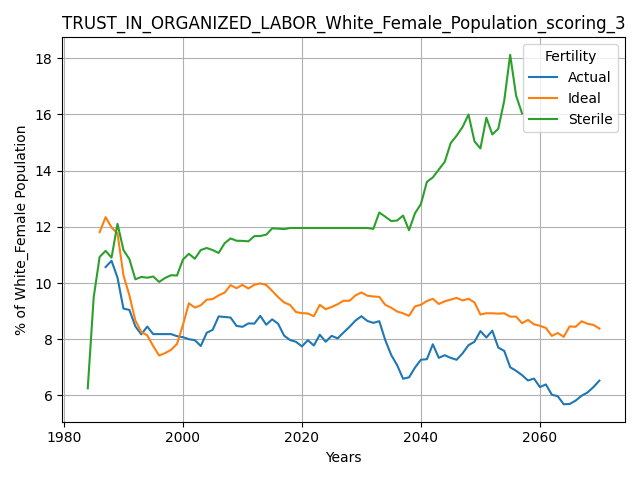 TRUST_IN_ORGANIZED_LABOR_White_Female_Population_scoring_3
Fertility
Actual
Ideal
Sterile
% of White_Female Population
18
16
14
12
10
8
6
1980
2000
2020
2040
2060
Years